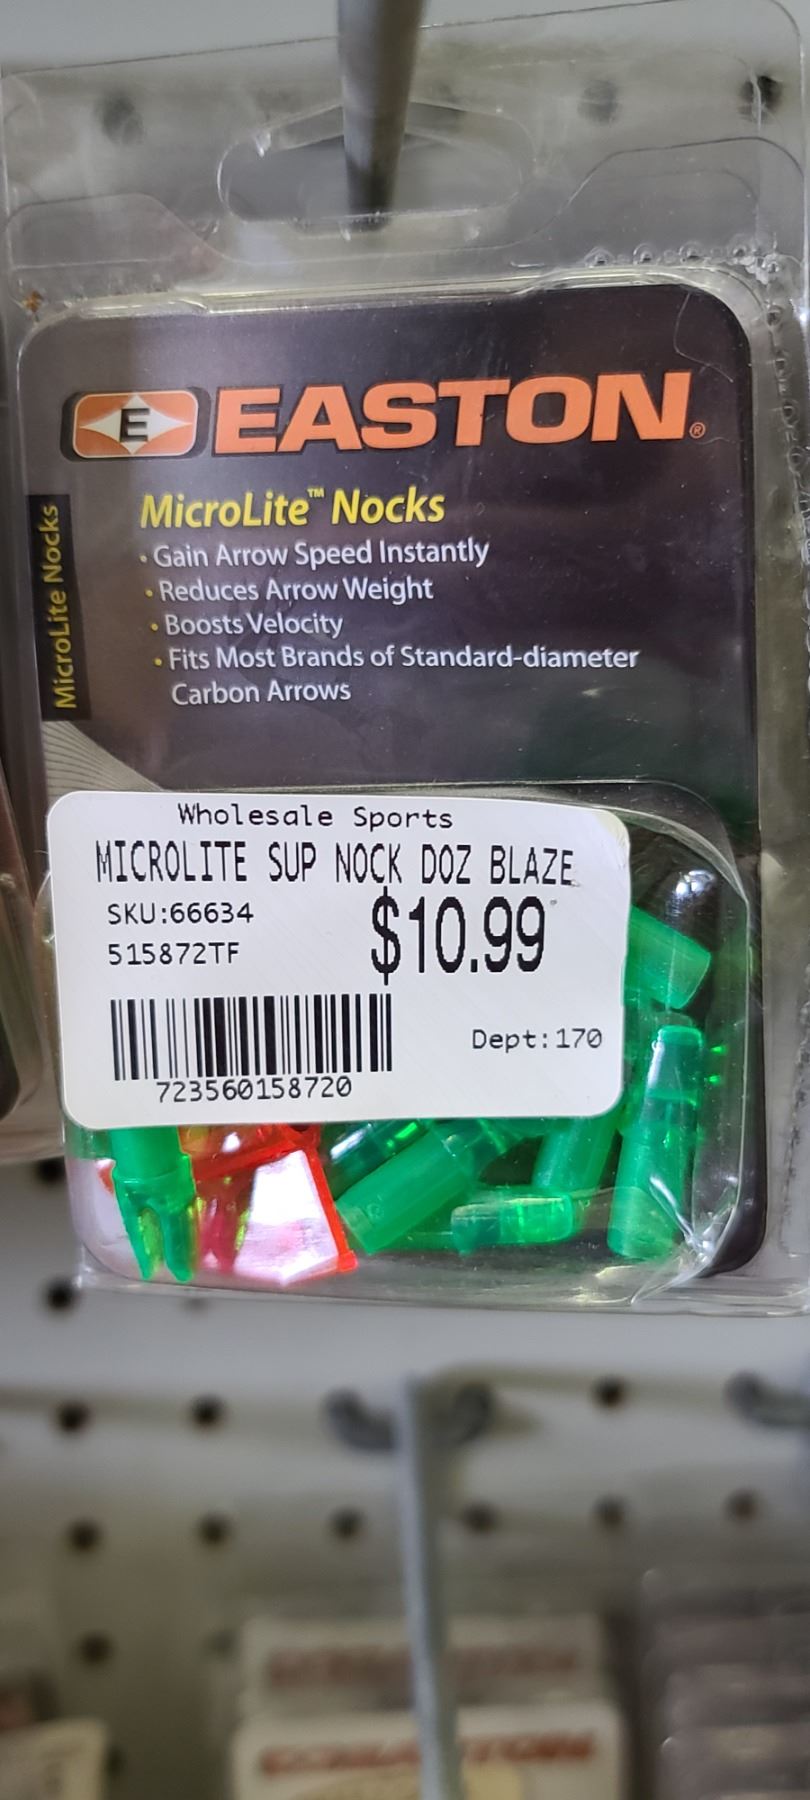 E EASTON®
MicroLite™ Nocks
• Gain Arrow Speed Instantly
• Reduces Arrow Weight
• Boosts Velocity
• Fits Most Brands of Standard-diameter
Carbon Arrows
MicroLite Nocks
Wholesale Sports
MICROLITE SUP NOCK DOZ BLAZE
SKU:66634
$10.99
515872TF
Dept:170
723560158720